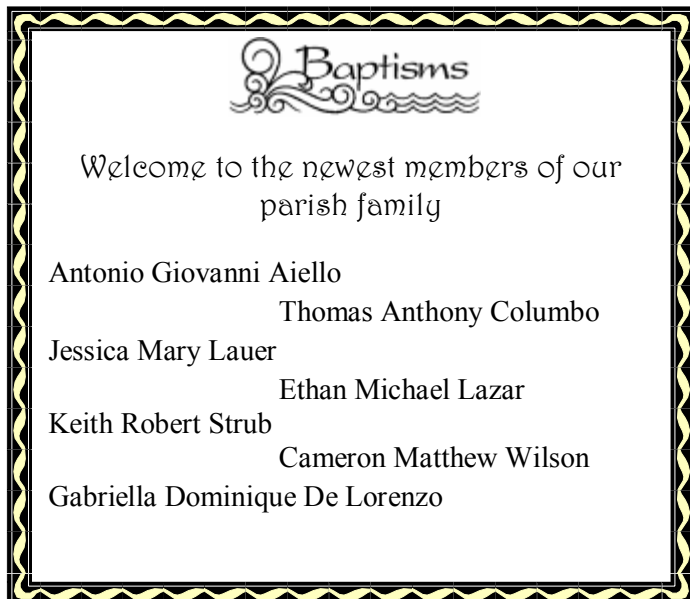 Baptisms
Welcome to the newest members of our
parish family
Antonio Giovanni Aiello
Thomas Anthony Columbo
Jessica Mary Lauer
Ethan Michael Lazar
Keith Robert Strub
Cameron Matthew Wilson
Gabriella Dominique De Lorenzo